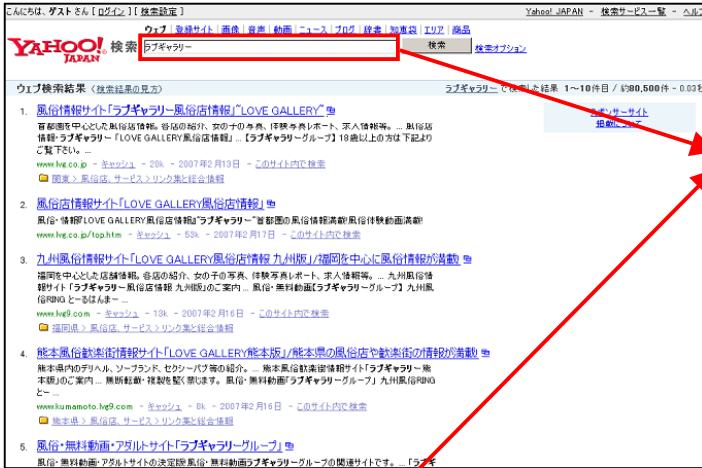 こんにちは、ゲストさん [ ログイン ] [ 検索設定 ]
Yahoo! JAPAN - 検索サービス一覧 - ヘルプ
ウェブ | 登録サイト | 画像 | 音声 | 動画 | ニュース | ブログ | 辞書 | 知恵袋 | エリア | 商品
YAHOO! JAPAN 検索 ラブギャラリー 検索 検索オプション
ウェブ検索結果 (検索結果の見方)
ラブギャラリー で検索した結果 1~10件目 / 約80,500件 - 0.03秒
スポンサーサイト
掲載について
1. 風俗情報サイト「ラブギャラリー風俗店情報」"LOVE GALLERY"
首都圏を中心とした風俗店情報。各店の紹介、女の子の写真、体験写真レポート、求人情報等。 ... 風俗店
情報・ラブギャラリー「LOVE GALLERY風俗店情報」 ... 【ラブギャラリーグループ】 18歳以上の方は下記より
ご覧下さい。 ...
www.lvg.co.jp - キャッシュ - 20k - 2007年2月13日 - このサイト内で検索
関東 > 風俗店、サービス > リンク集と総合情報
2. 風俗店情報サイト「LOVE GALLERY風俗店情報」
風俗・情報『LOVE GALLERY風俗店情報』"ラブギャラリー"首都圏の風俗情報満載!風俗体験動画満載!
www.lvg.co.jp/top.htm - キャッシュ - 53k - 2007年2月17日 - このサイト内で検索
3. 九州風俗情報サイト「LOVE GALLERY風俗店情報 九州版」/福岡を中心に風俗情報が満載!
福岡を中心とした店舗情報。各店の紹介、女の子の写真、体験写真レポート、求人情報等。 ... 九州風俗情
報サイト「ラブギャラリー風俗店情報 九州版」のご案内 ... 風俗・無料動画【ラブギャラリーグループ】 九州風
俗RING とーるはんまー ...
www.lvg9.com - キャッシュ - 13k - 2007年2月16日 - このサイト内で検索
福岡県 > 風俗店、サービス > リンク集と総合情報
4. 熊本風俗歓楽街情報サイト「LOVE GALLERY熊本版」/熊本県の風俗店や歓楽街の情報が満載!
熊本県内のデリヘル、ソープランド、セクシーパブ等の紹介。 ... 熊本風俗歓楽街情報サイト「ラブギャラリー熊
本版」のご案内 ... 無断転載・複製を堅く禁じます。 風俗・無料動画「ラブギャラリーグループ」 九州風俗RING
とー ...
www.kumamoto.lvg9.com - キャッシュ - 8k - 2007年2月16日 - このサイト内で検索
熊本県 > 風俗店、サービス > リンク集と総合情報
5. 風俗・無料動画・アダルトサイト「ラブギャラリーグループ」
風俗・無料動画・アダルトサイトの決定版!風俗・無料動画ラブギャラリーグループの関連サイトです。 ... 「ラブギ